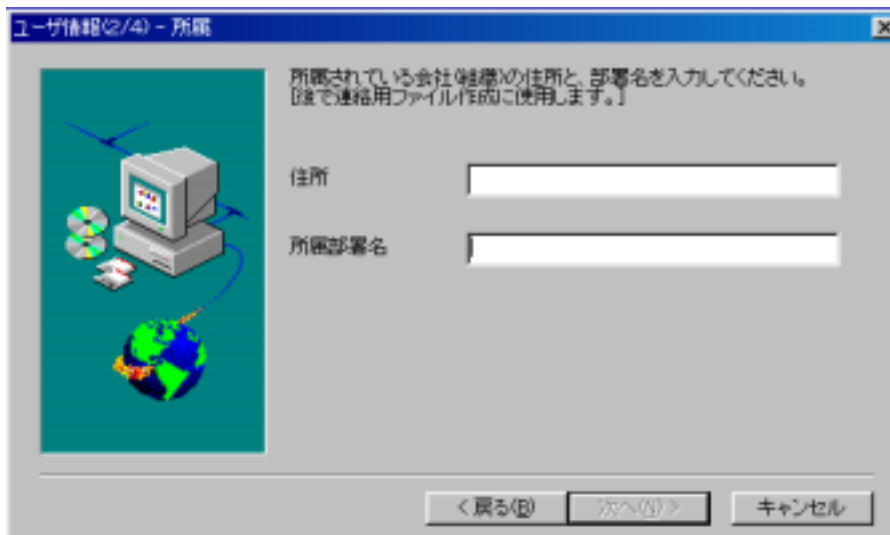 ユーザ情報(2/4) - 所属
所属されている会社(組織)の住所と、部署名を入力してください。
[後で連絡用ファイル作成に使用します。]
住所
所属部署名
< 戻る(B)
次へ(N) >
キャンセル